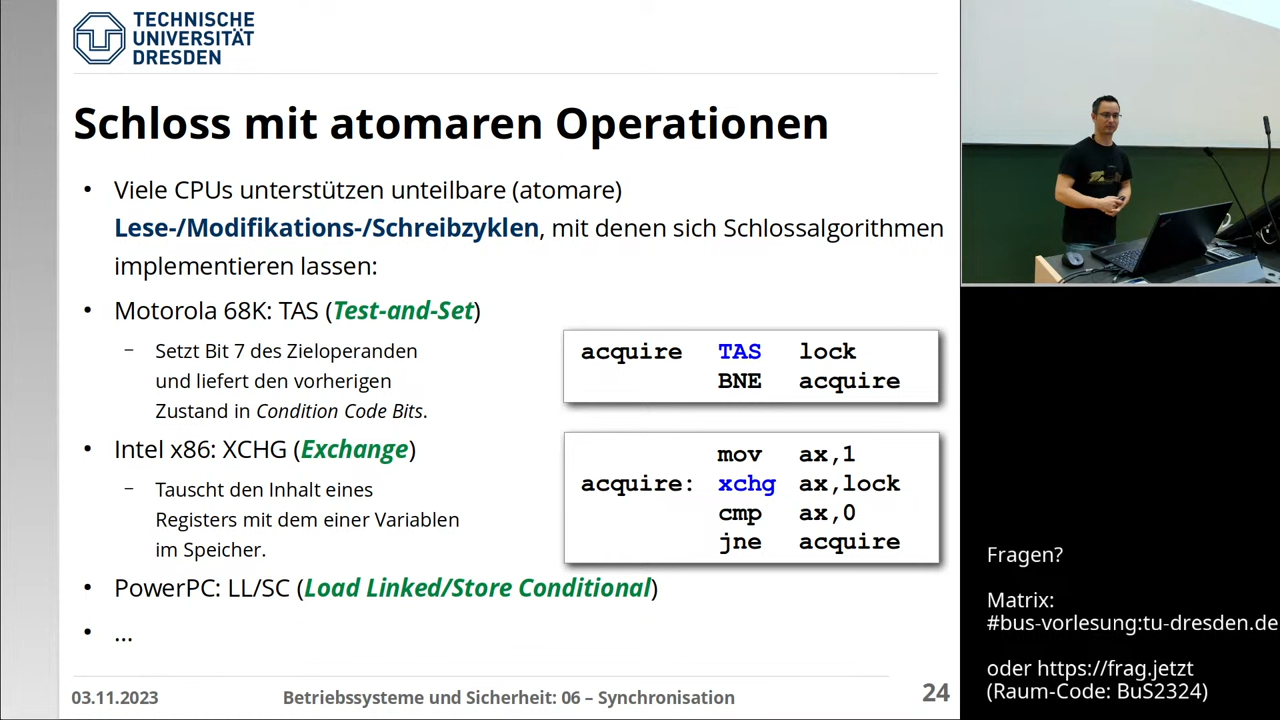 TECHNISCHE
UNIVERSITÄT
DRESDEN
Schloss mit atomaren Operationen
• Viele CPUs unterstützen unteilbare (atomare)
Lese-/Modifikations-/Schreibzyklen, mit denen sich Schlossalgorithmen
implementieren lassen:
• Motorola 68K: TAS (Test-and-Set)
– Setzt Bit 7 des Zieloperanden
und liefert den vorherigen
Zustand in Condition Code Bits.
acquire TAS lock
BNE acquire
• Intel x86: XCHG (Exchange)
– Tauscht den Inhalt eines
Registers mit dem einer Variablen
im Speicher.
mov ax,1
acquire: xchg ax,lock
cmp ax,0
jne acquire
• PowerPC: LL/SC (Load Linked/Store Conditional)
• ...
03.11.2023 Betriebssysteme und Sicherheit: 06 – Synchronisation 24
Fragen?
Matrix:
#bus-vorlesung:tu-dresden.de
oder https://frag.jetzt
(Raum-Code: BuS2324)